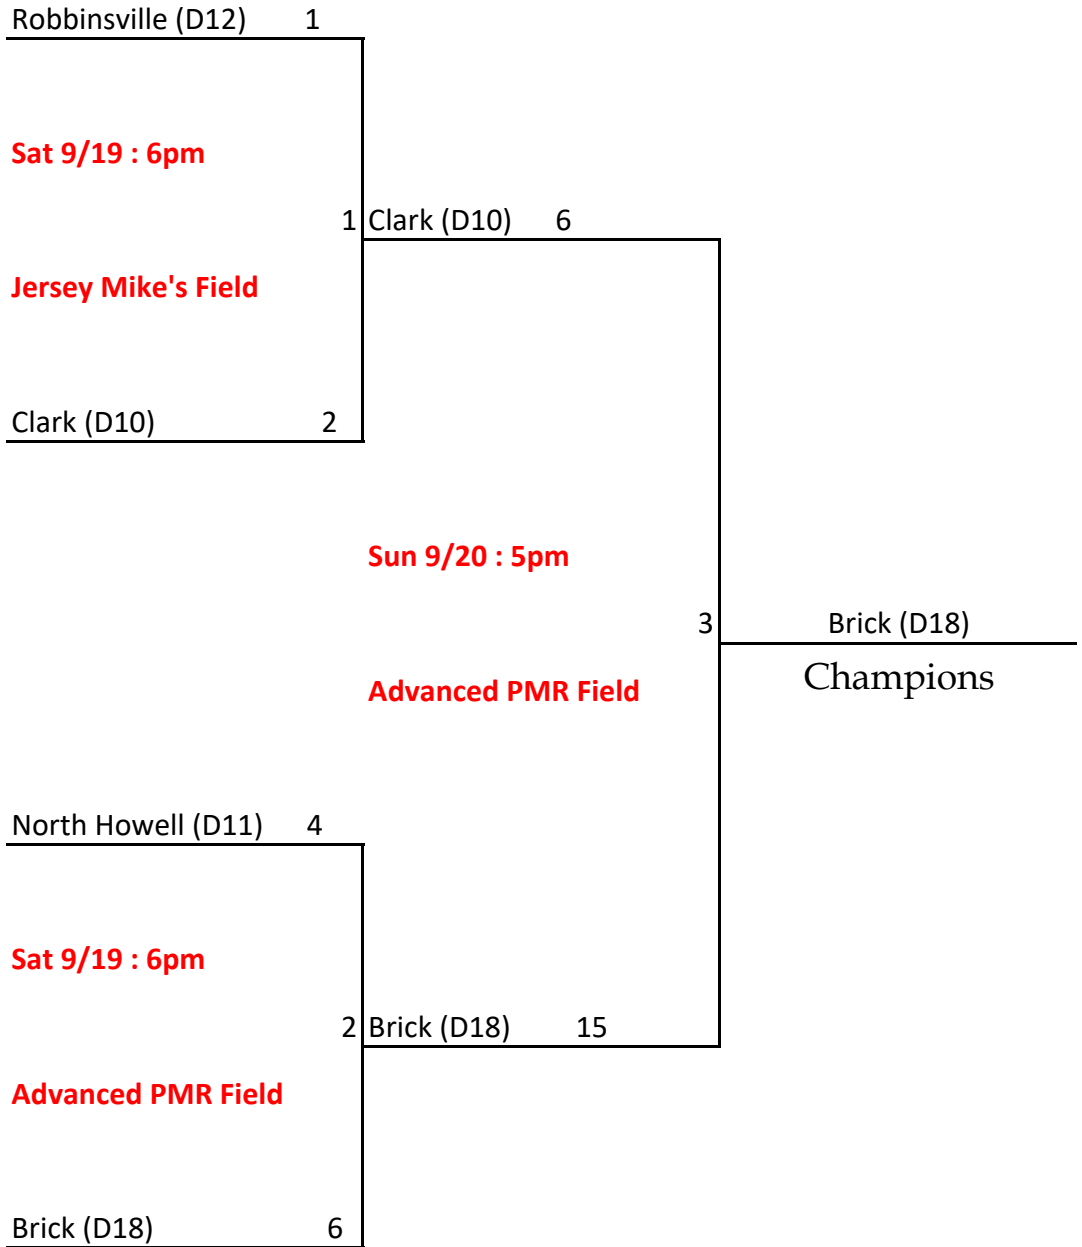 Robbinsville (D12) 1
Sat 9/19 : 6pm
1 Clark (D10) 6
Jersey Mike's Field
Clark (D10) 2
Sun 9/20 : 5pm
3 Brick (D18)
Champions
Advanced PMR Field
North Howell (D11) 4
Sat 9/19 : 6pm
2 Brick (D18) 15
Advanced PMR Field
Brick (D18) 6